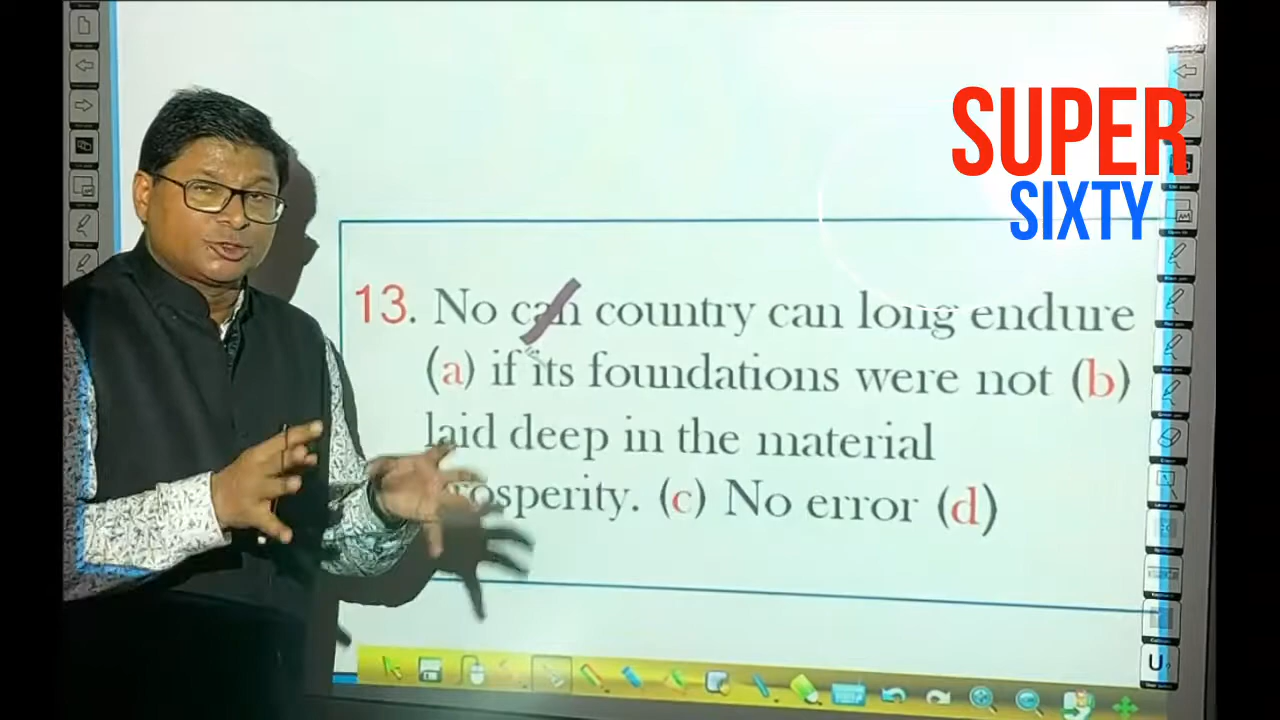 SUPER
SIXTY
13. No can country can long endure
(a) if its foundations were not (b)
laid deep in the material
prosperity. (c) No error (d)
U